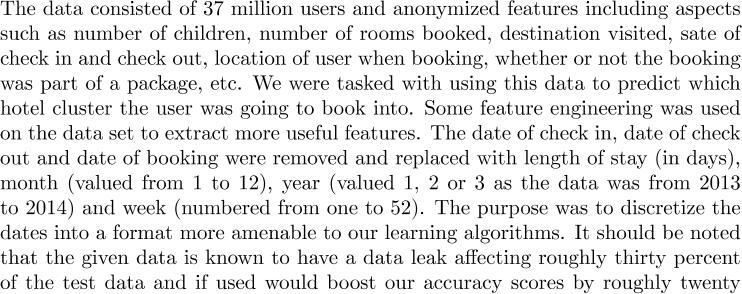 The data consisted of 37 million users and anonymized features including aspects
such as number of children, number of rooms booked, destination visited, sate of
check in and check out, location of user when booking, whether or not the booking
was part of a package, etc. We were tasked with using this data to predict which
hotel cluster the user was going to book into. Some feature engineering was used
on the data set to extract more useful features. The date of check in, date of check
out and date of booking were removed and replaced with length of stay (in days),
month (valued from 1 to 12), year (valued 1, 2 or 3 as the data was from 2013
to 2014) and week (numbered from one to 52). The purpose was to discretize the
dates into a format more amenable to our learning algorithms. It should be noted
that the given data is known to have a data leak affecting roughly thirty percent
of the test data and if used would boost our accuracy scores by roughly twenty